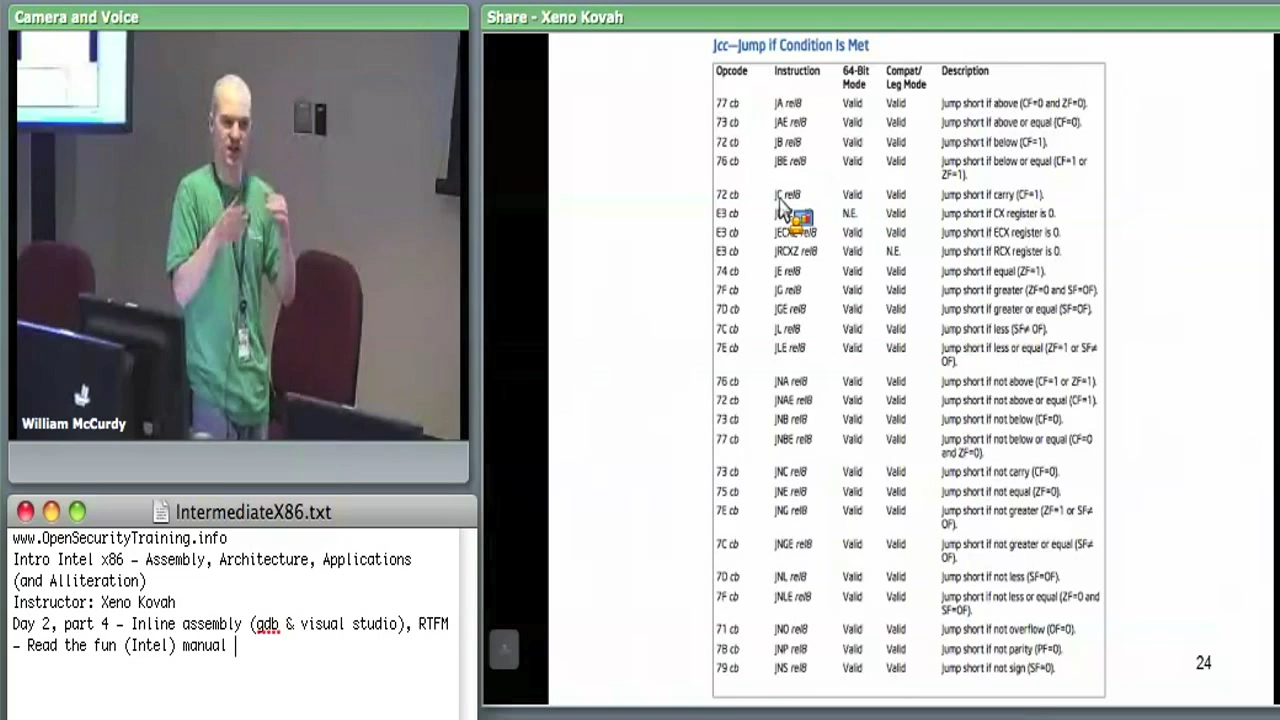 Camera and Voice
William McCurdy
IntermediateX86.txt
www.OpenSecurityTraining.info
Intro Intel x86 – Assembly, Architecture, Applications
(and Alliteration)
Instructor: Xeno Kovah
Day 2, part 4 – Inline assembly (gdb & visual studio), RTFM
– Read the fun (Intel) manual
Share - Xeno Kovah
Jcc—Jump if Condition Is Met
Opcode Instruction 64-Bit Mode Compat/ Leg Mode Description
77 cb JA rel8 Valid Valid Jump short if above (CF=0 and ZF=0).
73 cb JAE rel8 Valid Valid Jump short if above or equal (CF=0).
72 cb JB rel8 Valid Valid Jump short if below (CF=1).
76 cb JBE rel8 Valid Valid Jump short if below or equal (CF=1 or
ZF=1).
72 cb JC rel8 Valid Valid Jump short if carry (CF=1).
E3 cb N.E. Valid Jump short if CX register is 0.
E3 cb rel8 Valid Valid Jump short if ECX register is 0.
E3 cb JRCXZ rel8 Valid N.E. Jump short if RCX register is 0.
74 cb JE rel8 Valid Valid Jump short if equal (ZF=1).
7F cb JG rel8 Valid Valid Jump short if greater (ZF=0 and SF=OF).
7D cb JGE rel8 Valid Valid Jump short if greater or equal (SF=OF).
7C cb JL rel8 Valid Valid Jump short if less (SF≠ OF).
7E cb JLE rel8 Valid Valid Jump short if less or equal (ZF=1 or SF≠
OF).
76 cb JNA rel8 Valid Valid Jump short if not above (CF=1 or ZF=1).
72 cb JNAE rel8 Valid Valid Jump short if not above or equal (CF=1).
73 cb JNB rel8 Valid Valid Jump short if not below (CF=0).
77 cb JNBE rel8 Valid Valid Jump short if not below or equal (CF=0
and ZF=0).
73 cb JNC rel8 Valid Valid Jump short if not carry (CF=0).
75 cb JNE rel8 Valid Valid Jump short if not equal (ZF=0).
7E cb JNG rel8 Valid Valid Jump short if not greater (ZF=1 or SF≠
OF).
7C cb JNGE rel8 Valid Valid Jump short if not greater or equal (SF≠
OF).
7D cb JNL rel8 Valid Valid Jump short if not less (SF=OF).
7F cb JNLE rel8 Valid Valid Jump short if not less or equal (ZF=0 and
SF=OF).
71 cb JNO rel8 Valid Valid Jump short if not overflow (OF=0).
7B cb JNP rel8 Valid Valid Jump short if not parity (PF=0).
79 cb JNS rel8 Valid Valid Jump short if not sign (SF=0).
24